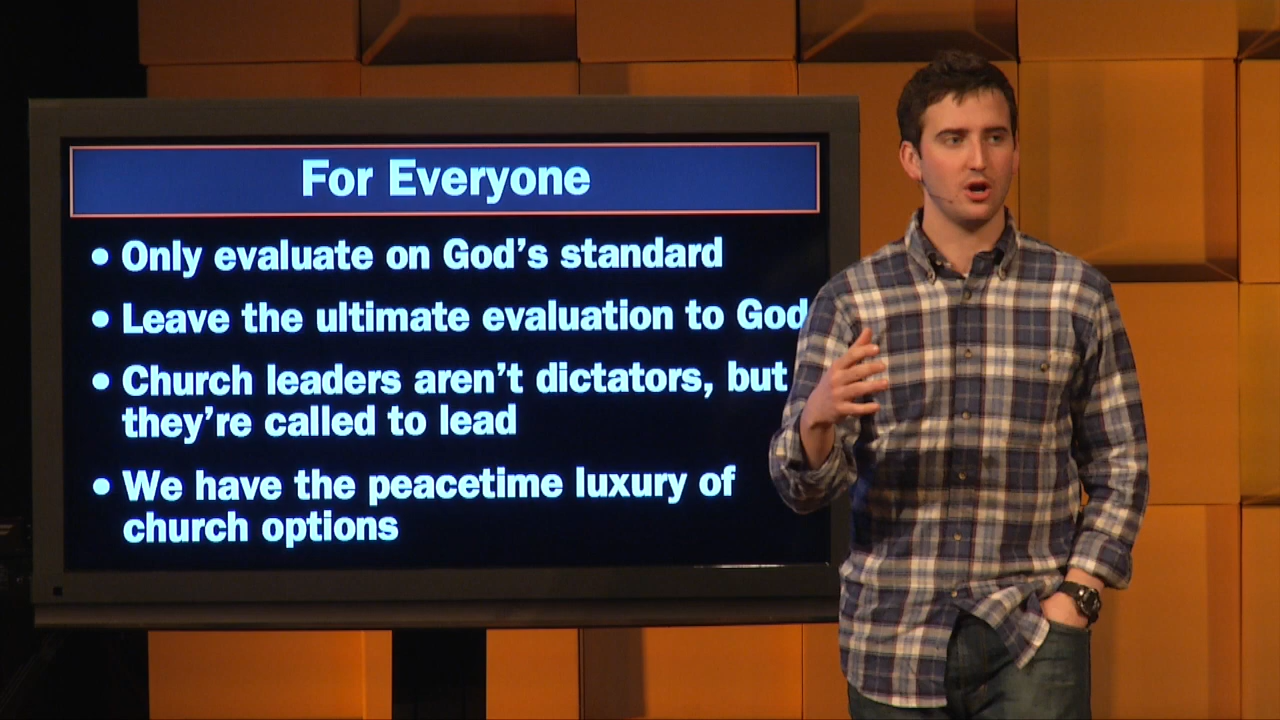 For Everyone
• Only evaluate on God's standard
• Leave the ultimate evaluation to God
• Church leaders aren't dictators, but
they're called to lead
• We have the peacetime luxury of
church options